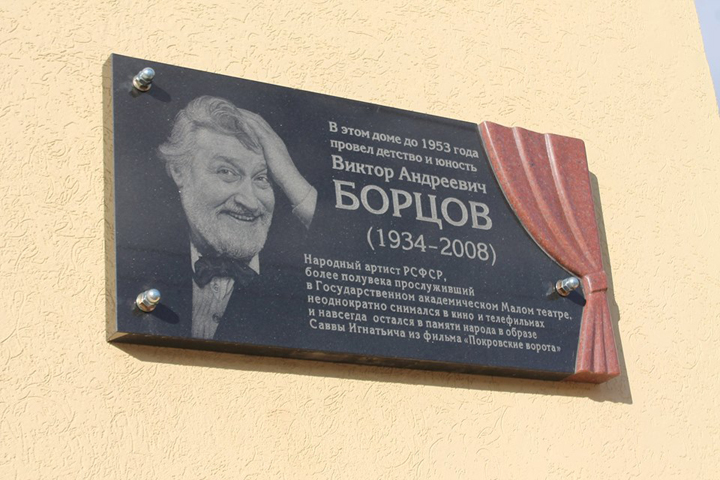 В этом доме до 1953 года
провел детство и юность
Виктор Андреевич
БОРЦОВ
(1934-2008)
Народный артист РСФСР,
более полувека прослуживший
в Государственном академическом Малом театре,
неоднократно снимался в кино и телефильмах
и навсегда остался в памяти народа в образе
Саввы Игнатьича из фильма «Покровские ворота»